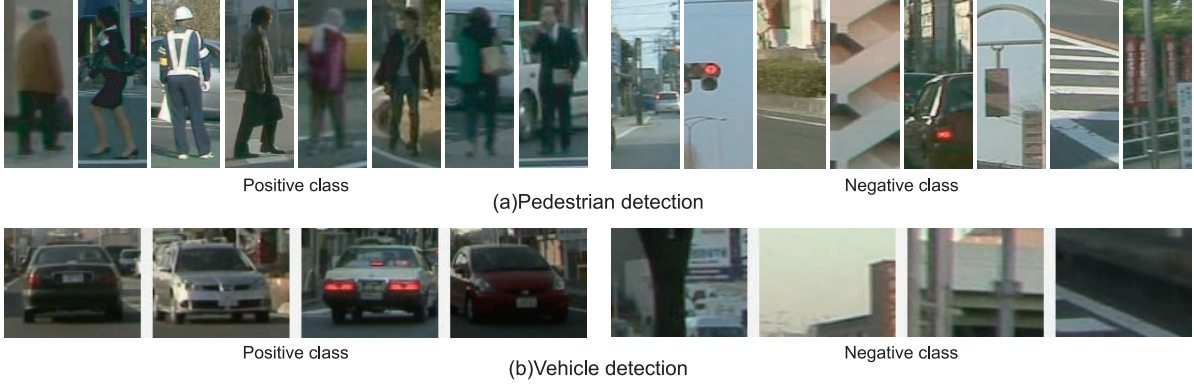 Positive class
Negative class
(a)Pedestrian detection
Positive class
Negative class
(b)Vehicle detection